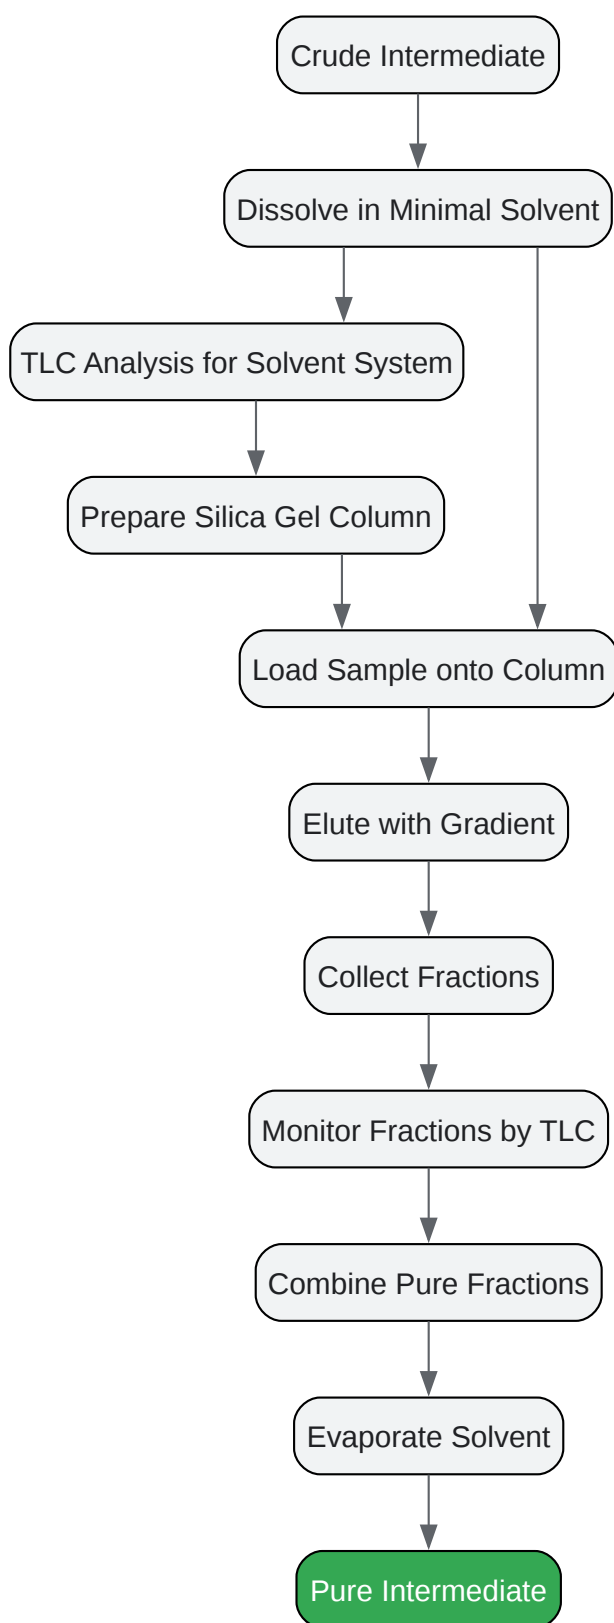 Crude Intermediate
Dissolve in Minimal Solvent
TLC Analysis for Solvent System
Prepare Silica Gel Column
Load Sample onto Column
Elute with Gradient
Collect Fractions
Monitor Fractions by TLC
Combine Pure Fractions
Evaporate Solvent
Pure Intermediate